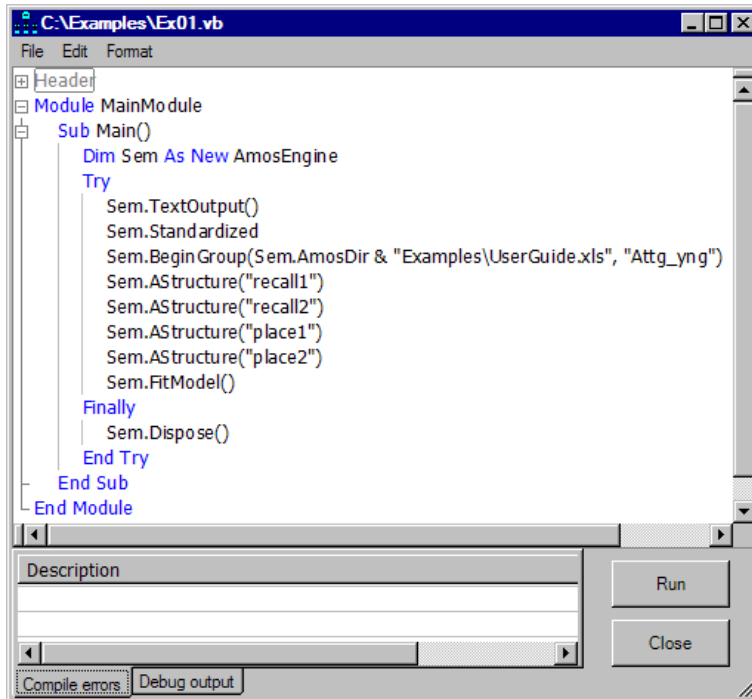 C:\Examples\Ex01.vb
File Edit Format
Header
Module MainModule
Sub Main()
Dim Sem As New AmosEngine
Try
Sem.TextOutput()
Sem.Standardized
Sem.BeginGroup(Sem.AmosDir & "Examples\UserGuide.xls", "Attg_yng")
Sem.AStructure("recall1")
Sem.AStructure("recall2")
Sem.AStructure("place1")
Sem.AStructure("place2")
Sem.FitModel()
Finally
Sem.Dispose()
End Try
End Sub
End Module
Description
Run
Close
Compile errors Debug output